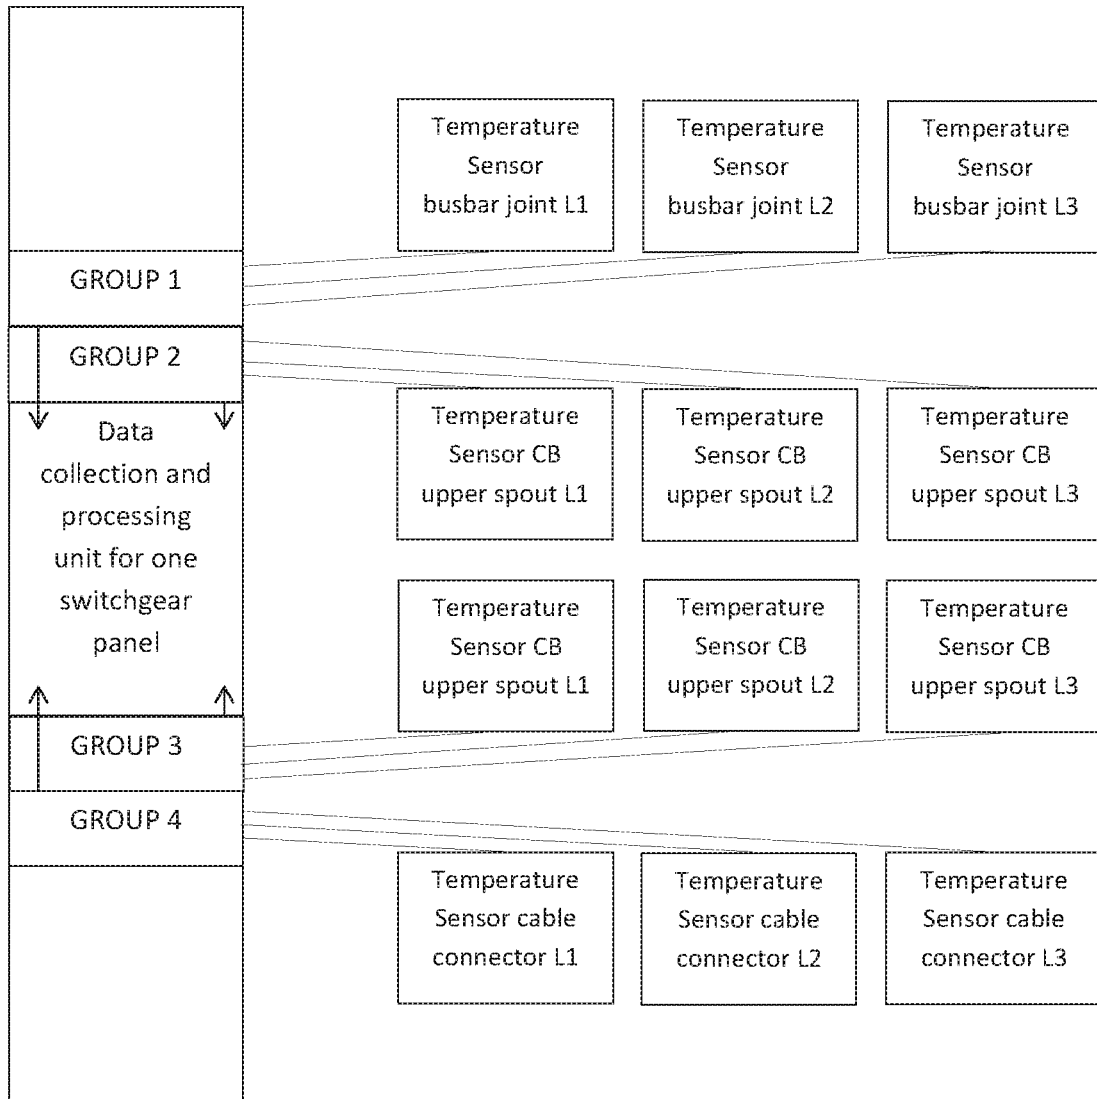 Temperature
Sensor
busbar joint L1
Temperature
Sensor
busbar joint L2
Temperature
Sensor
busbar joint L3
GROUP 1
GROUP 2
Temperature
Sensor CB
upper spout L1
Temperature
Sensor CB
upper spout L2
Temperature
Sensor CB
upper spout L3
Data
collection and
processing
unit for one
switchgear
panel
Temperature
Sensor CB
upper spout L1
Temperature
Sensor CB
upper spout L2
Temperature
Sensor CB
upper spout L3
GROUP 3
GROUP 4
Temperature
Sensor cable
connector L1
Temperature
Sensor cable
connector L2
Temperature
Sensor cable
connector L3